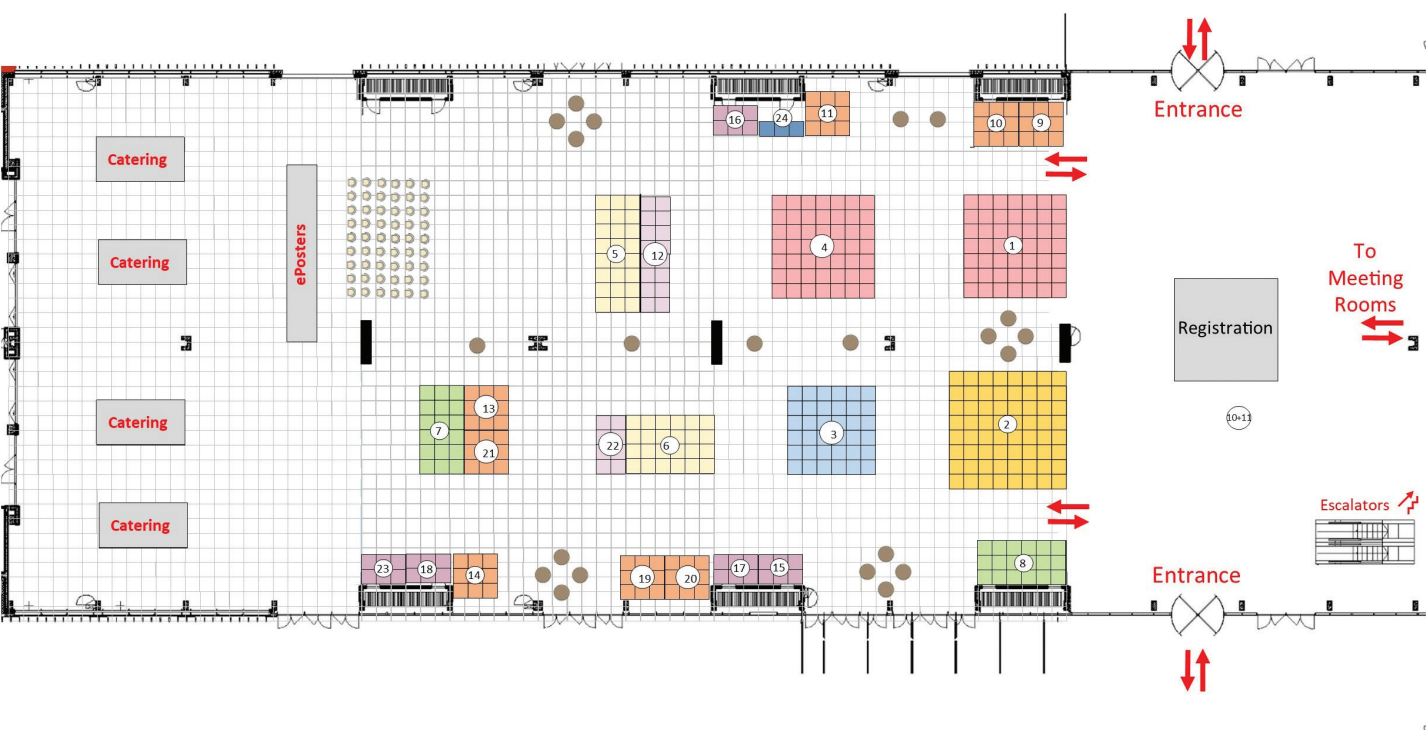 Entrance
16
24
11
10
9
Catering
ePosters
5
12
4
1
Catering
To
Meeting
Rooms
Registration
7
13
21
22
6
3
2
10+11
Catering
Catering
Escalators
23
18
14
19
20
17
15
8
Entrance